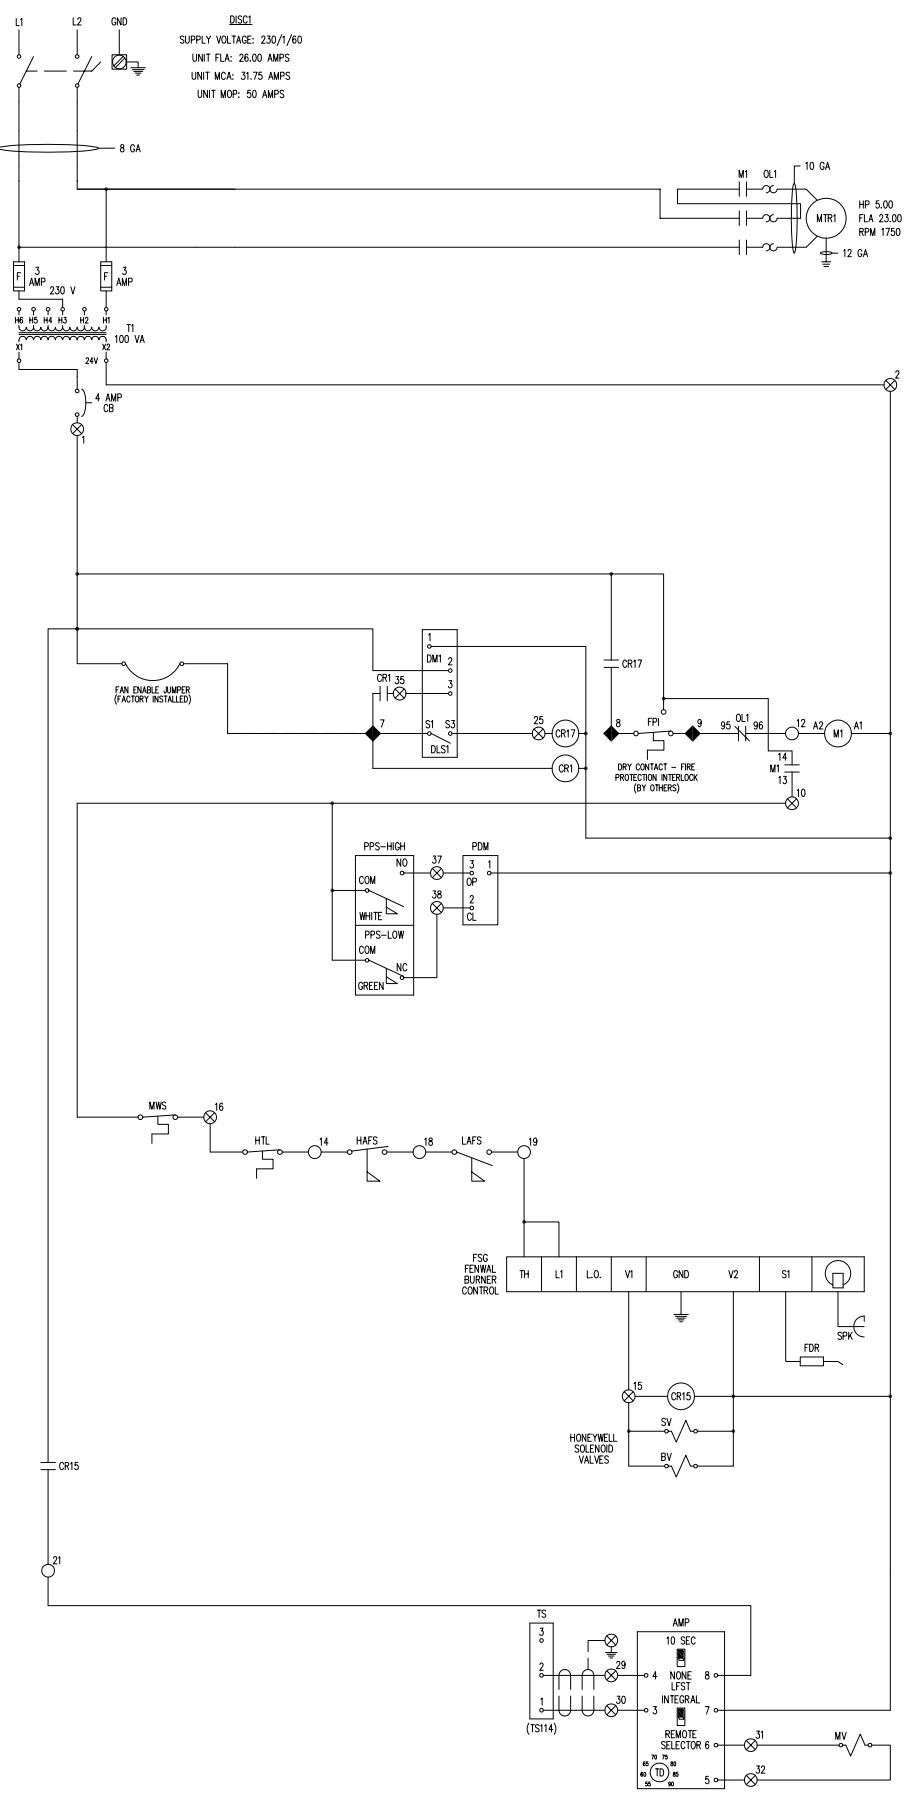 L1
L2
GND
DISC1
SUPPLY VOLTAGE: 230/1/60
UNIT FLA: 26.00 AMPS
UNIT MCA: 31.75 AMPS
UNIT MOP: 50 AMPS
8 GA
10 GA
M1
OL1
MTR1
HP 5.00
FLA 23.00
RPM 1750
12 GA
F
3
AMP
F
3
AMP
230 V
H6
H5
H4
H3
H2
H1
T1
100 VA
X1
X2
24V
2
4 AMP
CB
1
1
DM1
2
3
CR17
FAN ENABLE JUMPER
(FACTORY INSTALLED)
CR1
35
7
S1
S3
DLS1
25
CR17
CR1
8
FPI
9
95
OL1
96
12
A2
M1
A1
DRY CONTACT - FIRE
PROTECTION INTERLOCK
(BY OTHERS)
14
M1
13
10
PPS-HIGH
NO
COM
WHITE
PPS-LOW
COM
NC
GREEN
37
38
PDM
3
1
OP
2
CL
MWS
16
HTL
14
HAFS
18
LAFS
19
FSG
FENWAL
BURNER
CONTROL
TH
L1
L.O.
V1
GND
V2
S1
SPK
FDR
15
CR15
SV
BV
HONEYWELL
SOLENOID
VALVES
CR15
21
TS
3
2
1
(TS114)
29
30
AMP
10 SEC
4
NONE
8
LFST
3
INTEGRAL
7
REMOTE
SELECTOR 6
31
MV
55
60
65
70
75
80
85
90
TD
5
32